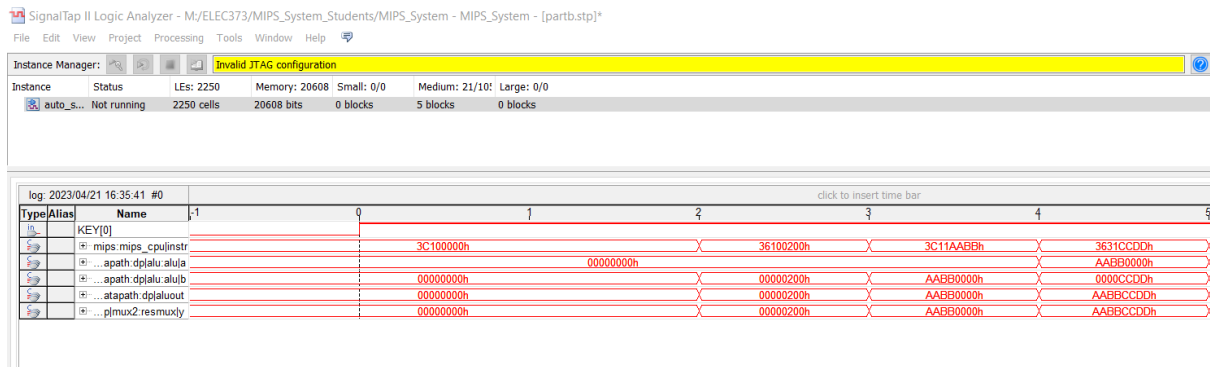 SignalTap II Logic Analyzer - M:/ELEC373/MIPS_System_Students/MIPS_System - MIPS_System - [partb.stp]*
File Edit View Project Processing Tools Window Help
Instance Manager: Invalid JTAG configuration
Instance Status LEs: 2250 Memory: 20608 Small: 0/0 Medium: 21/10! Large: 0/0
auto_s... Not running 2250 cells 20608 bits 0 blocks 5 blocks 0 blocks
log: 2023/04/21 16:35:41 #0 click to insert time bar
Type Alias Name -1 0 1 2 3 4 5
KEY[0]
mips:mips_cpu|instr 3C100000h 36100200h 3C11AABBh 3631CCDDh
...apath:dp|alu:alu|a 00000000h AABB0000h
...apath:dp|alu:alu|b 00000000h 00000200h AABB0000h 0000CCDDh
...atapath:dp|aluout 00000000h 00000200h AABB0000h AABBCCDDh
...p|mux2:resmux|y 00000000h 00000200h AABB0000h AABBCCDDh